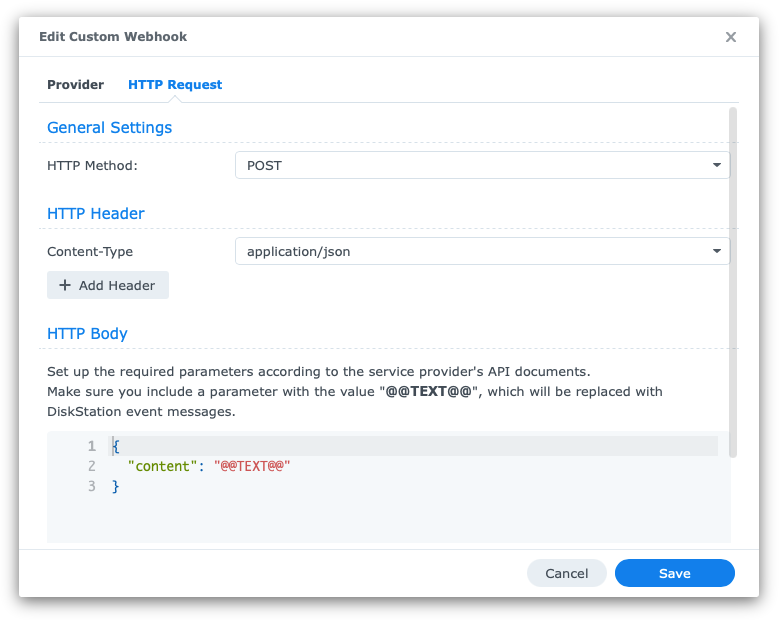 Edit Custom Webhook
Provider
HTTP Request
General Settings
HTTP Method:
POST
HTTP Header
Content-Type
application/json
+ Add Header
HTTP Body
Set up the required parameters according to the service provider's API documents.
Make sure you include a parameter with the value "@@TEXT@@", which will be replaced with
DiskStation event messages.
1 {
2   "content": "@@TEXT@@"
3 }
Cancel
Save